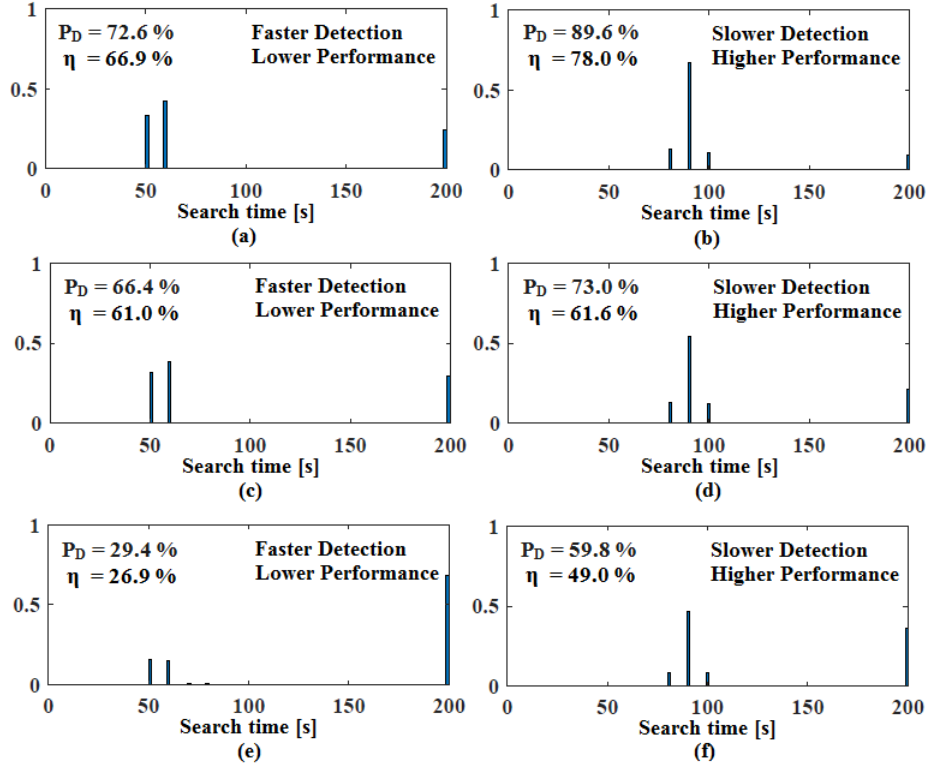 1
P_D = 72.6 % Faster Detection
η = 66.9 % Lower Performance
0.5
0
0 50 100 150 200
Search time [s]
(a)
1
P_D = 89.6 % Slower Detection
η = 78.0 % Higher Performance
0.5
0
0 50 100 150 200
Search time [s]
(b)
1
P_D = 66.4 % Faster Detection
η = 61.0 % Lower Performance
0.5
0
0 50 100 150 200
Search time [s]
(c)
1
P_D = 73.0 % Slower Detection
η = 61.6 % Higher Performance
0.5
0
0 50 100 150 200
Search time [s]
(d)
1
P_D = 29.4 % Faster Detection
η = 26.9 % Lower Performance
0.5
0
0 50 100 150 200
Search time [s]
(e)
1
P_D = 59.8 % Slower Detection
η = 49.0 % Higher Performance
0.5
0
0 50 100 150 200
Search time [s]
(f)